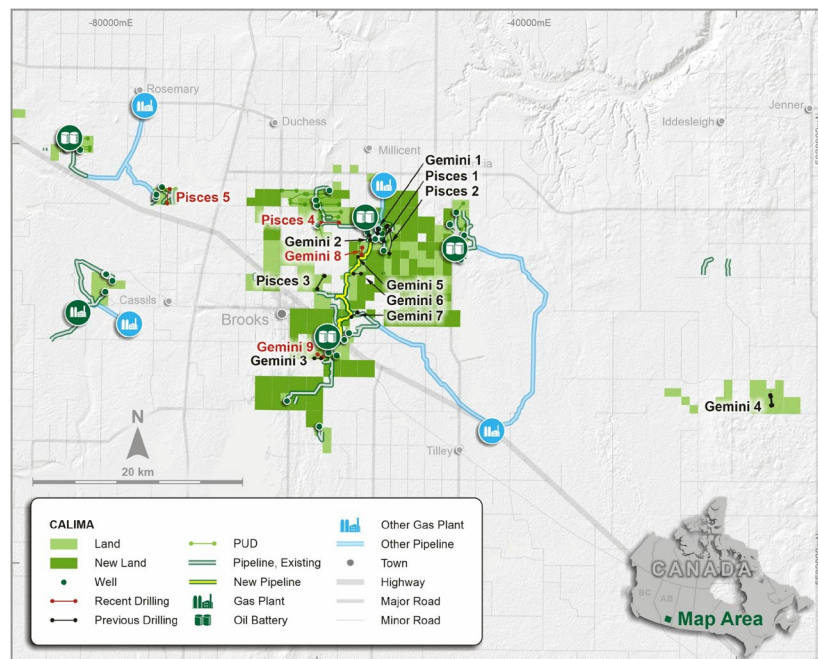 -80000mE
-40000mE
Rosemary
Jenner
Iddesleigh
Duchess
Millicent
Gemini 1
Pisces 1
Pisces 2
Pisces 5
Pisces 4
Gemini 2
Gemini 8
Pisces 3
Gemini 5
Gemini 6
Gemini 7
Cassils
Brooks
Gemini 9
Gemini 3
Gemini 4
N
20 km
Tilley
CALIMA
Land
New Land
Well
Recent Drilling
Previous Drilling
PUD
Pipeline, Existing
New Pipeline
Gas Plant
Oil Battery
Other Gas Plant
Other Pipeline
Town
Highway
Major Road
Minor Road
CANADA
BC
AB
Map Area